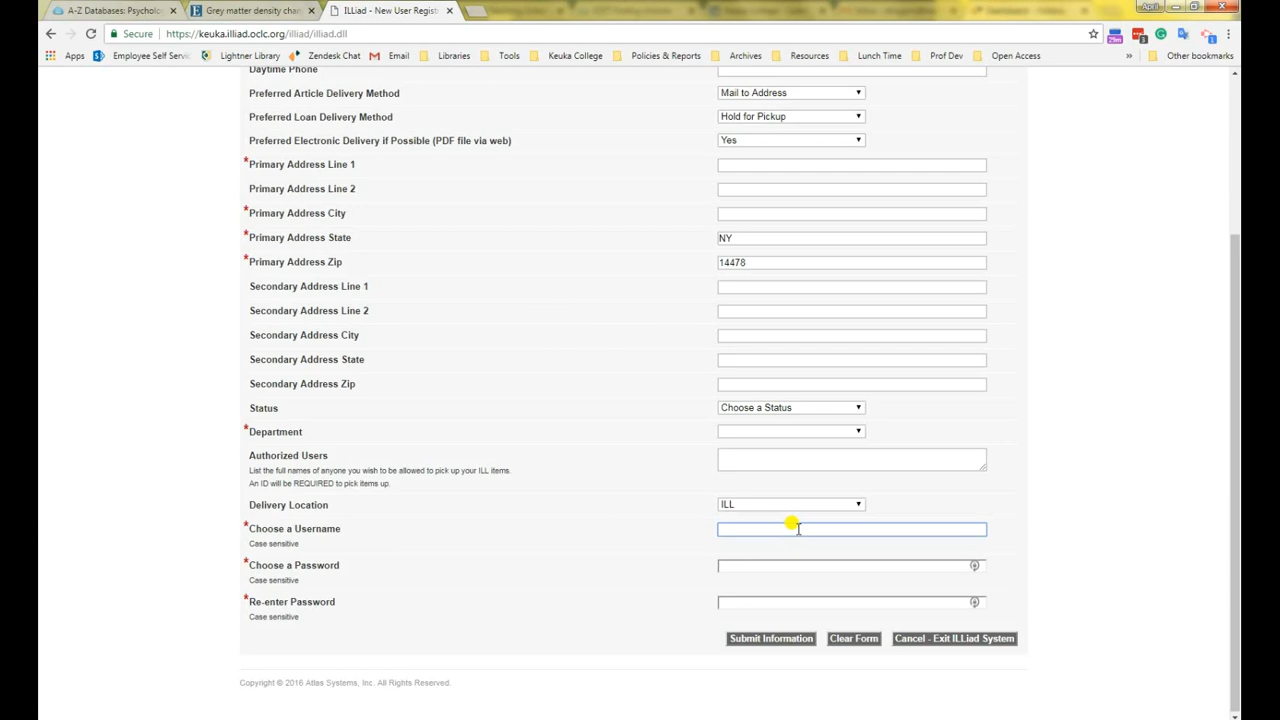 A-Z Databases: Psycholo
Grey matter density chan
ILLiad - New User Regist
April
Secure
https://keuka.illiad.oclc.org/illiad/illiad.dll
Apps
Employee Self Servic
Lightner Library
Zendesk Chat
Email
Libraries
Tools
Keuka College
Policies & Reports
Archives
Resources
Lunch Time
Prof Dev
Open Access
»
Other bookmarks
Daytime Phone
Preferred Article Delivery Method Mail to Address
Preferred Loan Delivery Method Hold for Pickup
Preferred Electronic Delivery if Possible (PDF file via web) Yes
*Primary Address Line 1
Primary Address Line 2
*Primary Address City
*Primary Address State NY
*Primary Address Zip 14478
Secondary Address Line 1
Secondary Address Line 2
Secondary Address City
Secondary Address State
Secondary Address Zip
Status Choose a Status
*Department
Authorized Users
List the full names of anyone you wish to be allowed to pick up your ILL items.
An ID will be REQUIRED to pick items up.
Delivery Location ILL
*Choose a Username
Case sensitive
*Choose a Password
Case sensitive
*Re-enter Password
Case sensitive
Submit Information
Clear Form
Cancel - Exit ILLiad System
Copyright © 2016 Atlas Systems, Inc. All Rights Reserved.